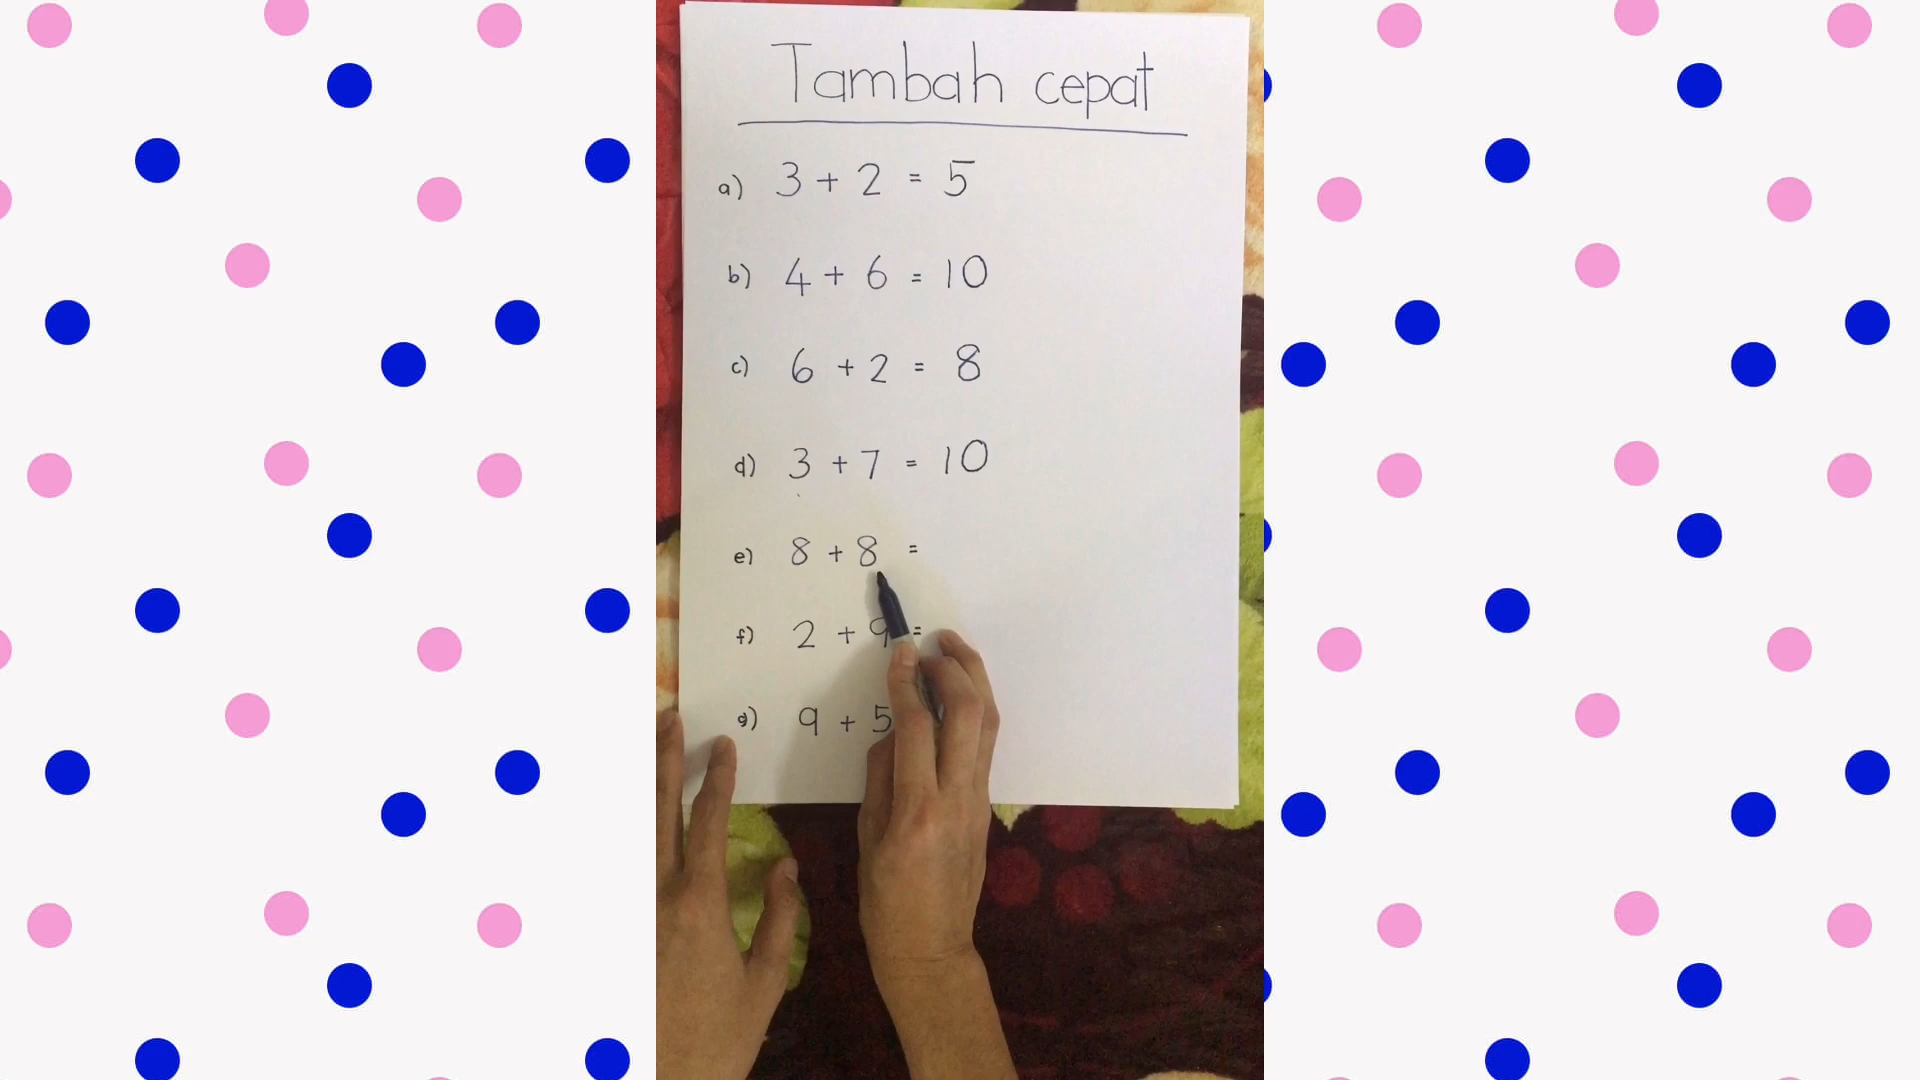 Tambah cepat
a) 3 + 2 = 5
b) 4 + 6 = 10
c) 6 + 2 = 8
d) 3 + 7 = 10
e) 8 + 8 =
f) 2 + 9 =
g) 9 + 5